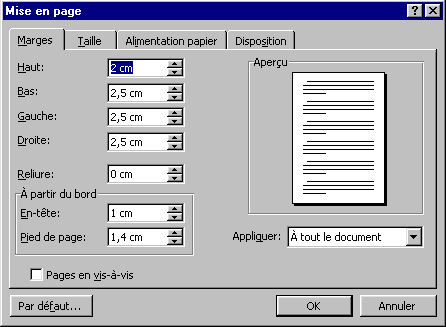 Mise en page
Marges Taille Alimentation papier Disposition
Haut: 2 cm
Bas: 2,5 cm
Gauche: 2,5 cm
Droite: 2,5 cm
Reliure: 0 cm
À partir du bord
En-tête: 1 cm
Pied de page: 1,4 cm
Aperçu
Appliquer: À tout le document
Pages en vis-à-vis
Par défaut... OK Annuler